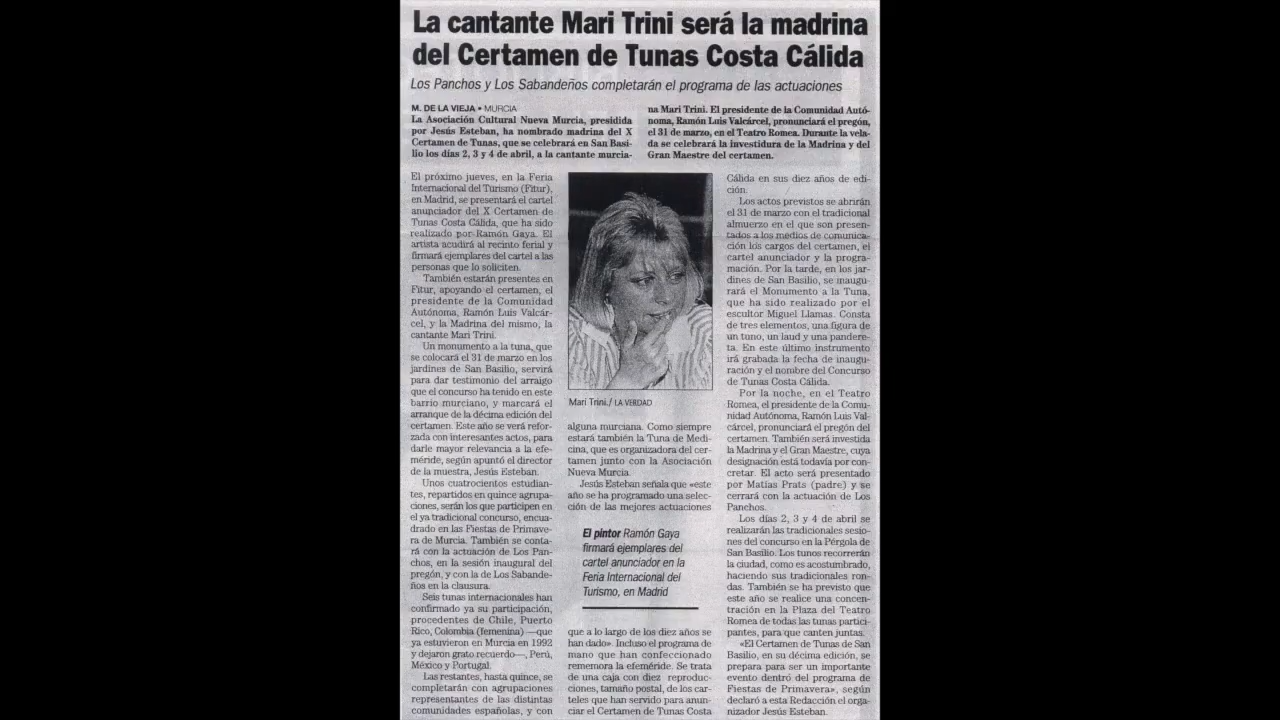 La cantante Mari Trini será la madrina
del Certamen de Tunas Costa Cálida
Los Panchos y Los Sabandeños completarán el programa de las actuaciones
M. DE LA VIEJA • MURCIA
La Asociación Cultural Nueva Murcia, presidida
por Jesús Esteban, ha nombrado madrina del X
Certamen de Tunas, que se celebrará en San Basi-
lio los días 2, 3 y 4 de abril, a la cantante murcia-
na Mari Trini. El presidente de la Comunidad Autó-
noma, Ramón Luis Valcárcel, pronunciará el pregón,
el 31 de marzo, en el Teatro Romea. Durante la vela-
da se celebrará la investidura de la Madrina y del
Gran Maestre del certamen.
El próximo jueves, en la Feria
Internacional del Turismo (Fitur),
en Madrid, se presentará el cartel
anunciador del X Certamen de
Tunas Costa Cálida, que ha sido
realizado por Ramón Gaya. El
artista acudirá al recinto ferial y
firmará ejemplares del cartel a las
personas que lo soliciten.
También estarán presentes en
Fitur, apoyando el certamen, el
presidente de la Comunidad
Autónoma, Ramón Luis Valcár-
cel, y la Madrina del mismo, la
cantante Mari Trini.
Un monumento a la tuna, que
se colocará el 31 de marzo en los
jardines de San Basilio, servirá
para dar testimonio del arraigo
que el concurso ha tenido en este
barrio murciano, y marcará el
arranque de la décima edición del
certamen. Este año se verá refor-
zada con interesantes actos, para
darle mayor relevancia a la efe-
méride, según apuntó el director
de la muestra, Jesús Esteban.
Unos cuatrocientos estudian-
tes, repartidos en quince agrupa-
ciones, serán los que participen en
el ya tradicional concurso, encua-
drado en las Fiestas de Primave-
ra de Murcia. También se conta-
rá con la actuación de Los Pan-
chos, en la sesión inaugural del
pregón, y con la de Los Sabande-
ños en la clausura.
Seis tunas internacionales han
confirmado ya su participación,
procedentes de Chile, Puerto
Rico, Colombia (femenina) —que
ya estuvieron en Murcia en 1992
y dejaron grato recuerdo—, Perú,
México y Portugal.
Las restantes, hasta quince, se
completarán con agrupaciones
representantes de las distintas
comunidades españolas, y con
Mari Trini./ LA VERDAD
alguna murciana. Como siempre
estará también la Tuna de Medi-
cina, que es organizadora del cer-
tamen junto con la Asociación
Nueva Murcia.
Jesús Esteban señala que «este
año se ha programado una selec-
ción de las mejores actuaciones
El pintor Ramón Gaya
firmará ejemplares del
cartel anunciador en la
Feria Internacional del
Turismo, en Madrid
que a lo largo de los diez años se
han dado». Incluso el programa de
mano que han confeccionado
rememora la efeméride. Se trata
de una caja con diez reproduc-
ciones, tamaño postal, de los car-
teles que han servido para anun-
ciar el Certamen de Tunas Costa
Cálida en sus diez años de edi-
ción.
Los actos previstos se abrirán
el 31 de marzo con el tradicional
almuerzo en el que son presen-
tados a los medios de comunica-
ción los cargos del certamen, el
cartel anunciador y la progra-
mación. Por la tarde, en los jar-
dines de San Basilio, se inaugu-
rará el Monumento a la Tuna,
que ha sido realizado por el
escultor Miguel Llamas. Consta
de tres elementos, una figura de
un tuno, un laud y una pandere-
ta. En este último instrumento
irá grabada la fecha de inaugu-
ración y el nombre del Concurso
de Tunas Costa Cálida.
Por la noche, en el Teatro
Romea, el presidente de la Comu-
nidad Autónoma, Ramón Luis Val-
cárcel, pronunciará el pregón del
certamen. También será investida
la Madrina y el Gran Maestre, cuya
designación está todavía por con-
cretar. El acto será presentado
por Matías Prats (padre) y se
cerrará con la actuación de Los
Panchos.
Los días 2, 3 y 4 de abril se
realizarán las tradicionales sesio-
nes del concurso en la Pérgola de
San Basilio. Los tunos recorrerán
la ciudad, como es acostumbrado,
haciendo sus tradicionales ron-
das. También se ha previsto que
este año se realice una concen-
tración en la Plaza del Teatro
Romea de todas las tunas partici-
pantes, para que canten juntas.
«El Certamen de Tunas de San
Basilio, en su décima edición, se
prepara para ser un importante
evento dentro del programa de
Fiestas de Primavera», según
declaró a esta Redacción el orga-
nizador Jesús Esteban.